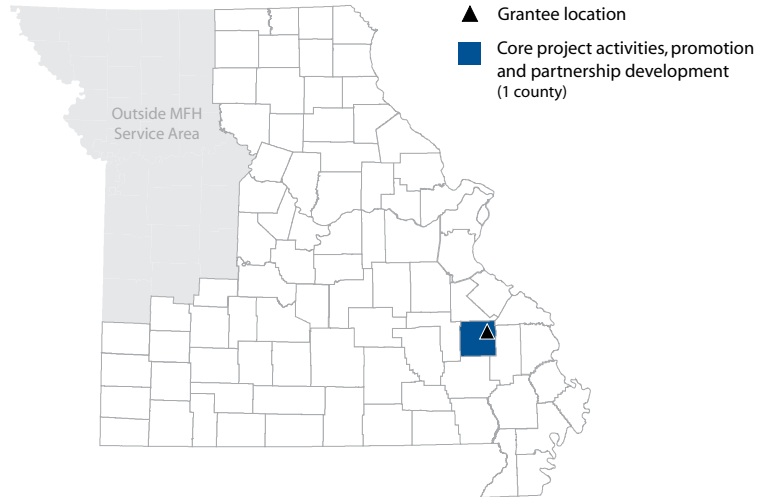 Grantee location
Core project activities, promotion
and partnership development
(1 county)
Outside MFH
Service Area